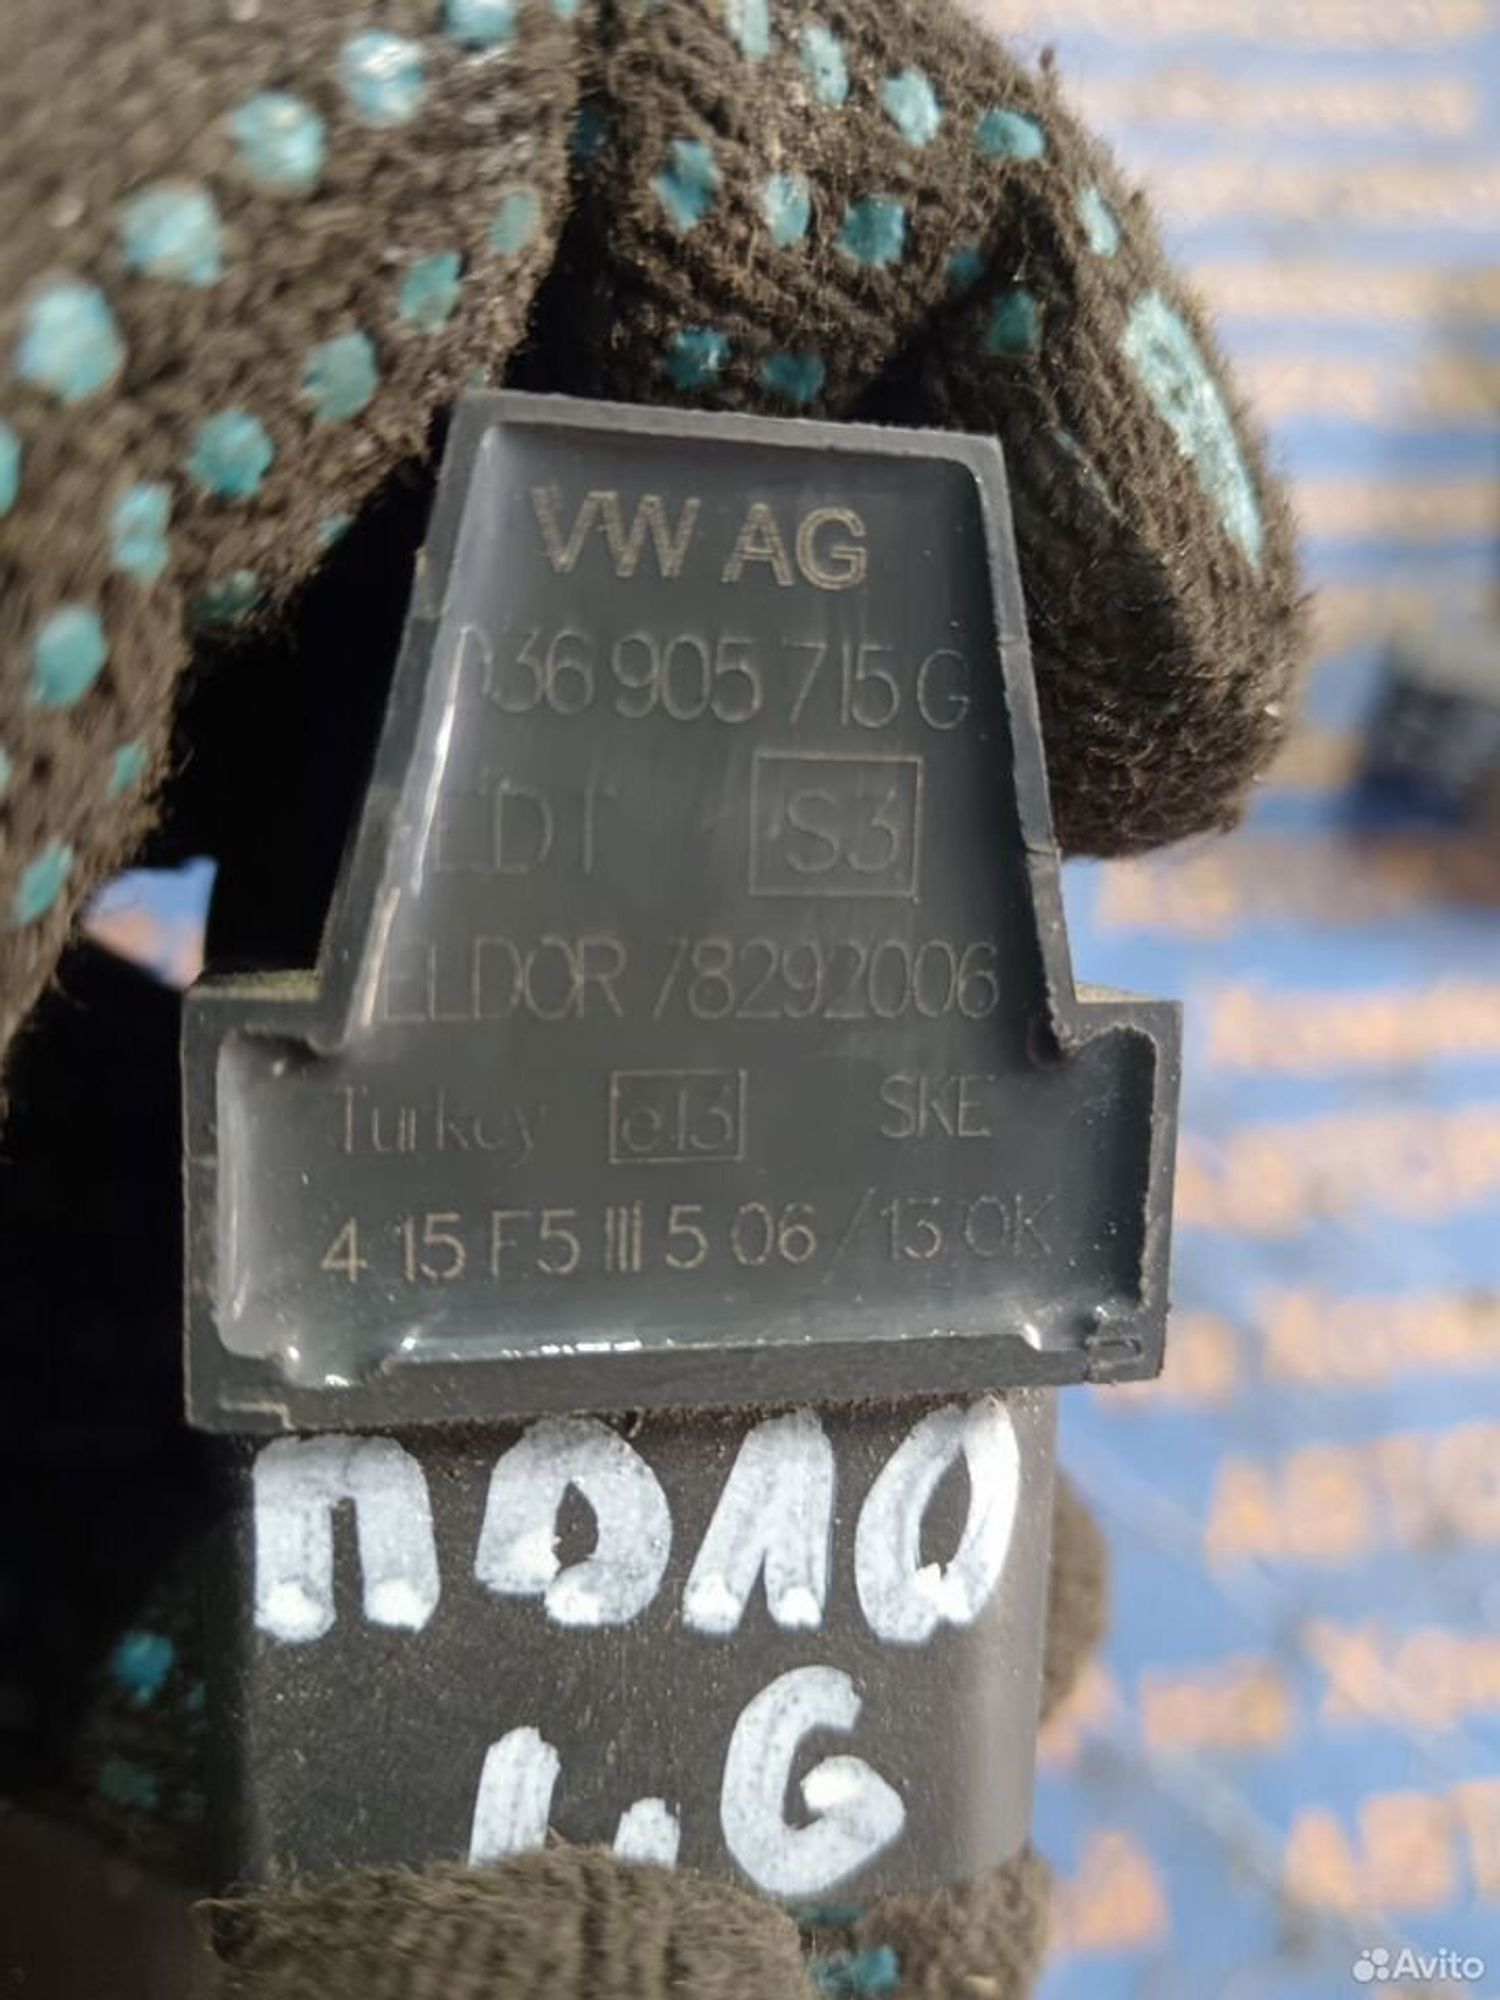 VW AG
036 905 715 G
EDT S3
ELDOR 78292006
Turkey e13 SKE
4 15 F5 III 5 06/13 OK
ПОЛО
1,6
Avito